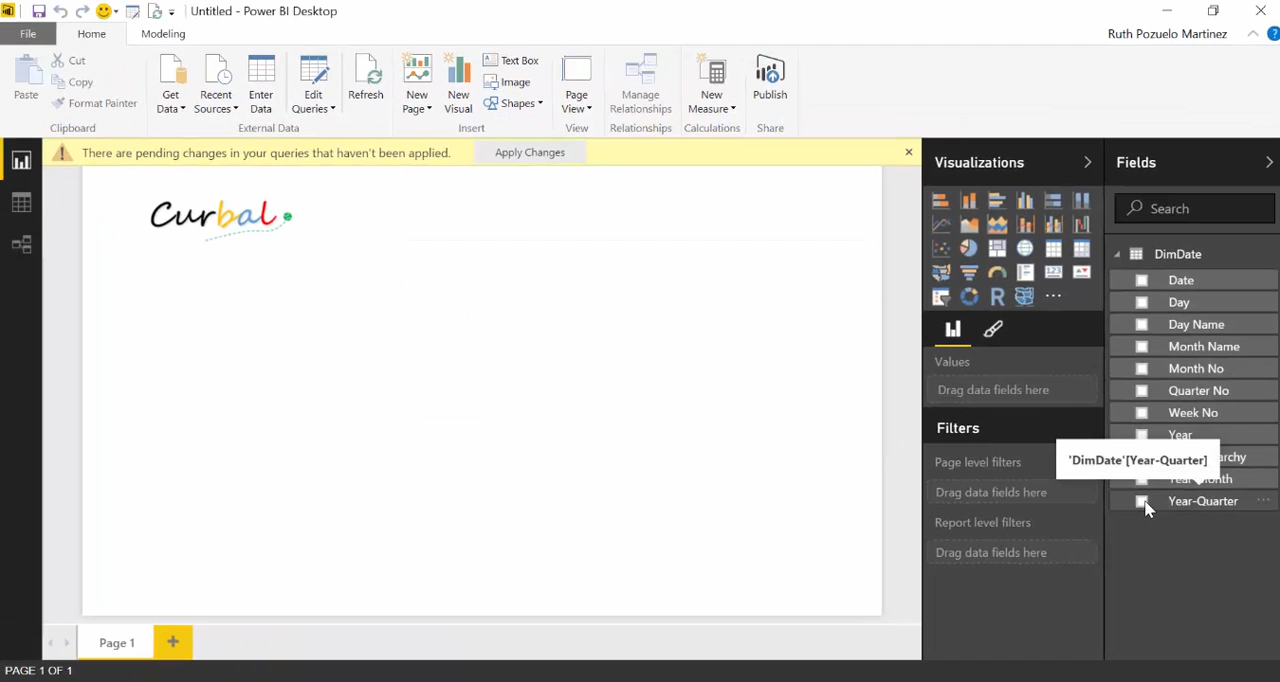 Untitled - Power BI Desktop
File
Home
Modeling
Ruth Pozuelo Martinez
?
Paste
Cut
Copy
Format Painter
Clipboard
Get Data
Recent Sources
Enter Data
Edit Queries
Refresh
External Data
New Page
New Visual
Text Box
Image
Shapes
Insert
Page View
View
Manage Relationships
Relationships
New Measure
Calculations
Publish
Share
There are pending changes in your queries that haven't been applied.
Apply Changes
Curbal
Visualizations
R
123
Values
Drag data fields here
Filters
Page level filters
Drag data fields here
Report level filters
Drag data fields here
Fields
Search
DimDate
Date
Day
Day Name
Month Name
Month No
Quarter No
Week No
Year
'DimDate'[Year-Quarter]
Year-Quarter
Page 1
PAGE 1 OF 1